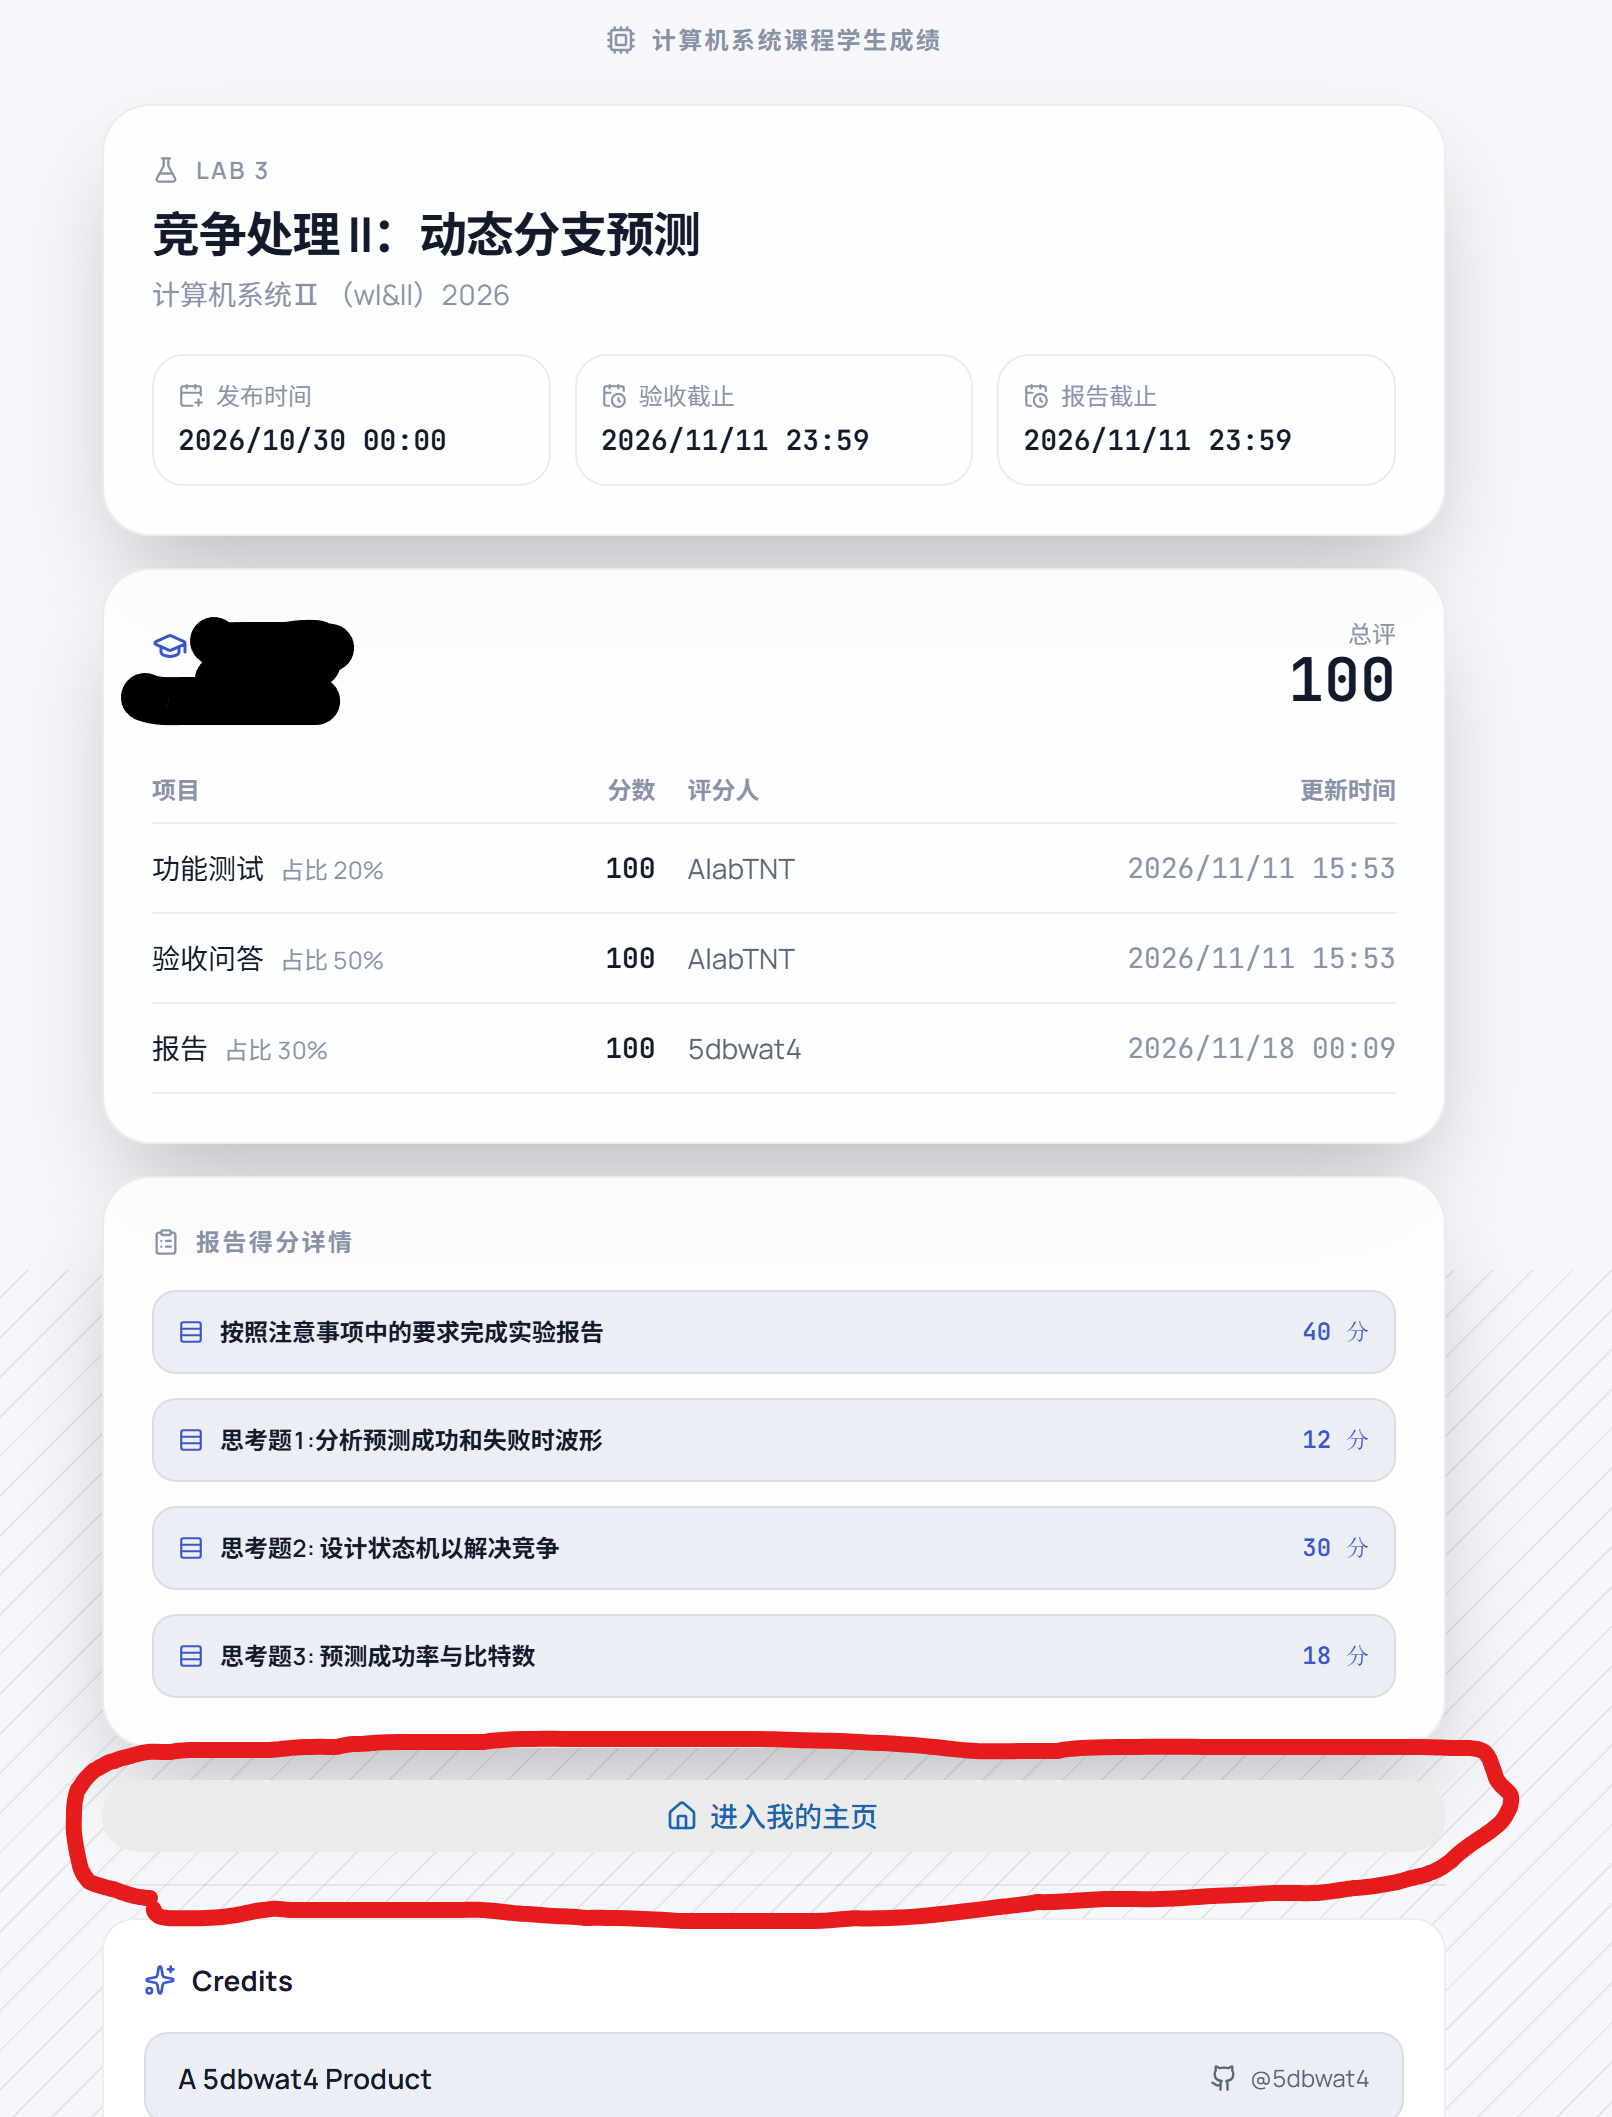 计算机系统课程学生成绩
LAB 3
竞争处理 II：动态分支预测
计算机系统Ⅱ （wl&ll）2026
发布时间
2026/10/30 00:00
验收截止
2026/11/11 23:59
报告截止
2026/11/11 23:59
总评
100
项目 分数 评分人 更新时间
功能测试 占比 20% 100 AlabTNT 2026/11/11 15:53
验收问答 占比 50% 100 AlabTNT 2026/11/11 15:53
报告 占比 30% 100 5dbwat4 2026/11/18 00:09
报告得分详情
按照注意事项中的要求完成实验报告 40 分
思考题1:分析预测成功和失败时波形 12 分
思考题2: 设计状态机以解决竞争 30 分
思考题3: 预测成功率与比特数 18 分
进入我的主页
Credits
A 5dbwat4 Product @5dbwat4